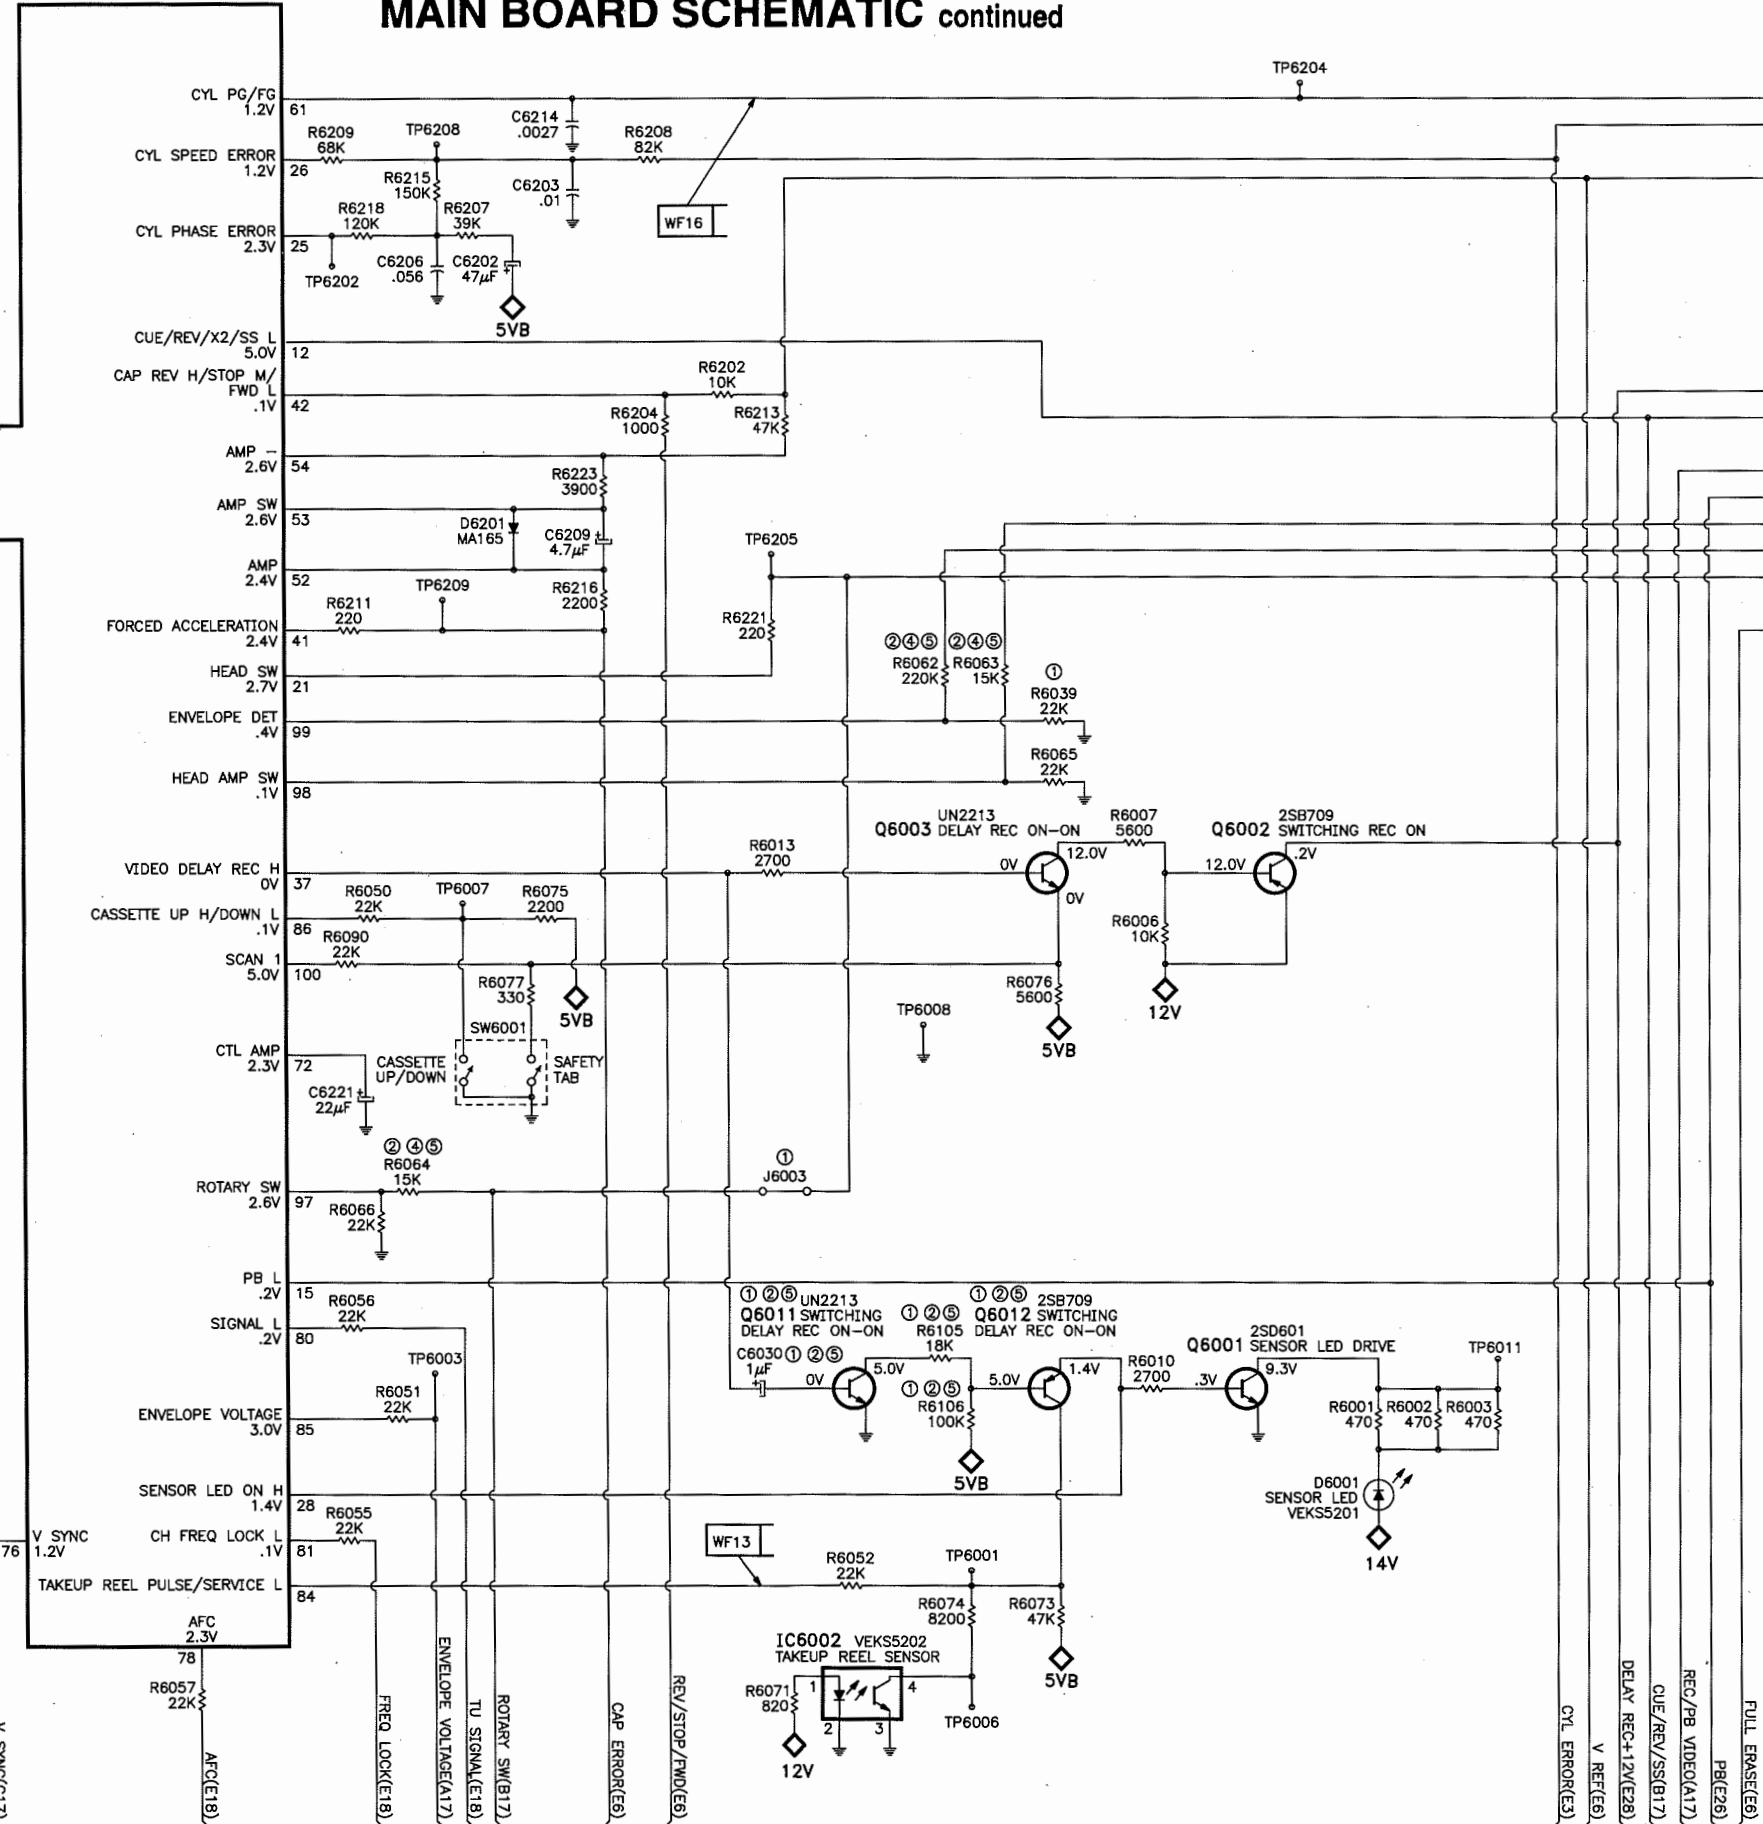 MAIN BOARD SCHEMATIC continued
TP6204
CYL PG/FG
1.2V
61
C6214
.0027
R6209
68K
TP6208
R6208
82K
CYL SPEED ERROR
1.2V
26
R6215
150K
C6203
.01
WF16
R6218
120K
R6207
39K
CYL PHASE ERROR
2.3V
25
TP6202
C6206
.056
C6202
47µF
+
5VB
CUE/REV/X2/SS L
5.0V
12
CAP REV H/STOP M/
FWD L
.1V
42
R6202
10K
R6204
1000
R6213
47K
AMP −
2.6V
54
R6223
3900
AMP SW
2.6V
53
D6201
MA165
C6209
4.7µF
+
TP6205
AMP
2.4V
52
TP6209
R6216
2200
R6211
220
R6221
220
FORCED ACCELERATION
2.4V
41
②④⑤ ②④⑤
R6062
220K
R6063
15K
HEAD SW
2.7V
21
①
R6039
22K
ENVELOPE DET
.4V
99
R6065
22K
HEAD AMP SW
.1V
98
UN2213
Q6003 DELAY REC ON-ON
R6007
5600
2SB709
Q6002 SWITCHING REC ON
R6013
2700
0V
12.0V
0V
12.0V
.2V
VIDEO DELAY REC H
0V
37
R6050
22K
TP6007
R6075
2200
CASSETTE UP H/DOWN L
.1V
86
R6006
10K
R6090
22K
SCAN 1
5.0V
100
R6077
330
5VB
R6076
5600
5VB
12V
TP6008
SW6001
CASSETTE
UP/DOWN
SAFETY
TAB
CTL AMP
2.3V
72
C6221
22µF
+
② ④⑤
R6064
15K
①
J6003
ROTARY SW
2.6V
97
R6066
22K
PB L
.2V
15
R6056
22K
SIGNAL L
.2V
80
① ②⑤ UN2213
Q6011 SWITCHING
DELAY REC ON-ON
① ②⑤
R6105
18K
① ②⑤ 2SB709
Q6012 SWITCHING
DELAY REC ON-ON
2SD601
Q6001 SENSOR LED DRIVE
TP6011
TP6003
C6030 ① ②⑤
1µF
+
0V
5.0V
① ②⑤
R6106
100K
5.0V
1.4V
R6010
2700
.3V
9.3V
R6001
470
R6002
470
R6003
470
R6051
22K
ENVELOPE VOLTAGE
3.0V
85
5VB
D6001
SENSOR LED
VEKS5201
14V
SENSOR LED ON H
1.4V
28
R6055
22K
V SYNC
76
1.2V
CH FREQ LOCK L
.1V
81
WF13
R6052
22K
TP6001
TAKEUP REEL PULSE/SERVICE L
84
R6074
8200
R6073
47K
5VB
AFC
2.3V
78
R6057
22K
IC6002 VEKS5202
TAKEUP REEL SENSOR
R6071
820
1
4
2
3
TP6006
12V
AFC(E18)
FREQ LOCK(E18)
ENVELOPE VOLTAGE(A17)
TU SIGNAL(E18)
ROTARY SW(B17)
CAP ERROR(E6)
REV/STOP/FWD(E6)
CYL ERROR(E3)
V REF(E6)
DELAY REC+12V(E28)
CUE/REV/SS(B17)
REC/PB VIDEO(A17)
PB(E26)
FULL ERASE(E6)